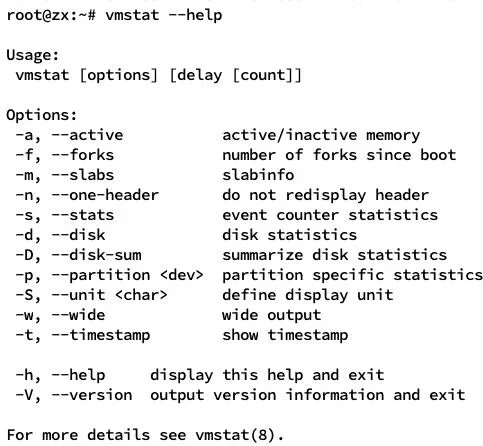 root@zx:~# vmstat --help
Usage:
vmstat [options] [delay [count]]
Options:
-a, --active active/inactive memory
-f, --forks number of forks since boot
-m, --slabs slabinfo
-n, --one-header do not redisplay header
-s, --stats event counter statistics
-d, --disk disk statistics
-D, --disk-sum summarize disk statistics
-p, --partition <dev> partition specific statistics
-S, --unit <char> define display unit
-w, --wide wide output
-t, --timestamp show timestamp
-h, --help display this help and exit
-V, --version output version information and exit
For more details see vmstat(8).